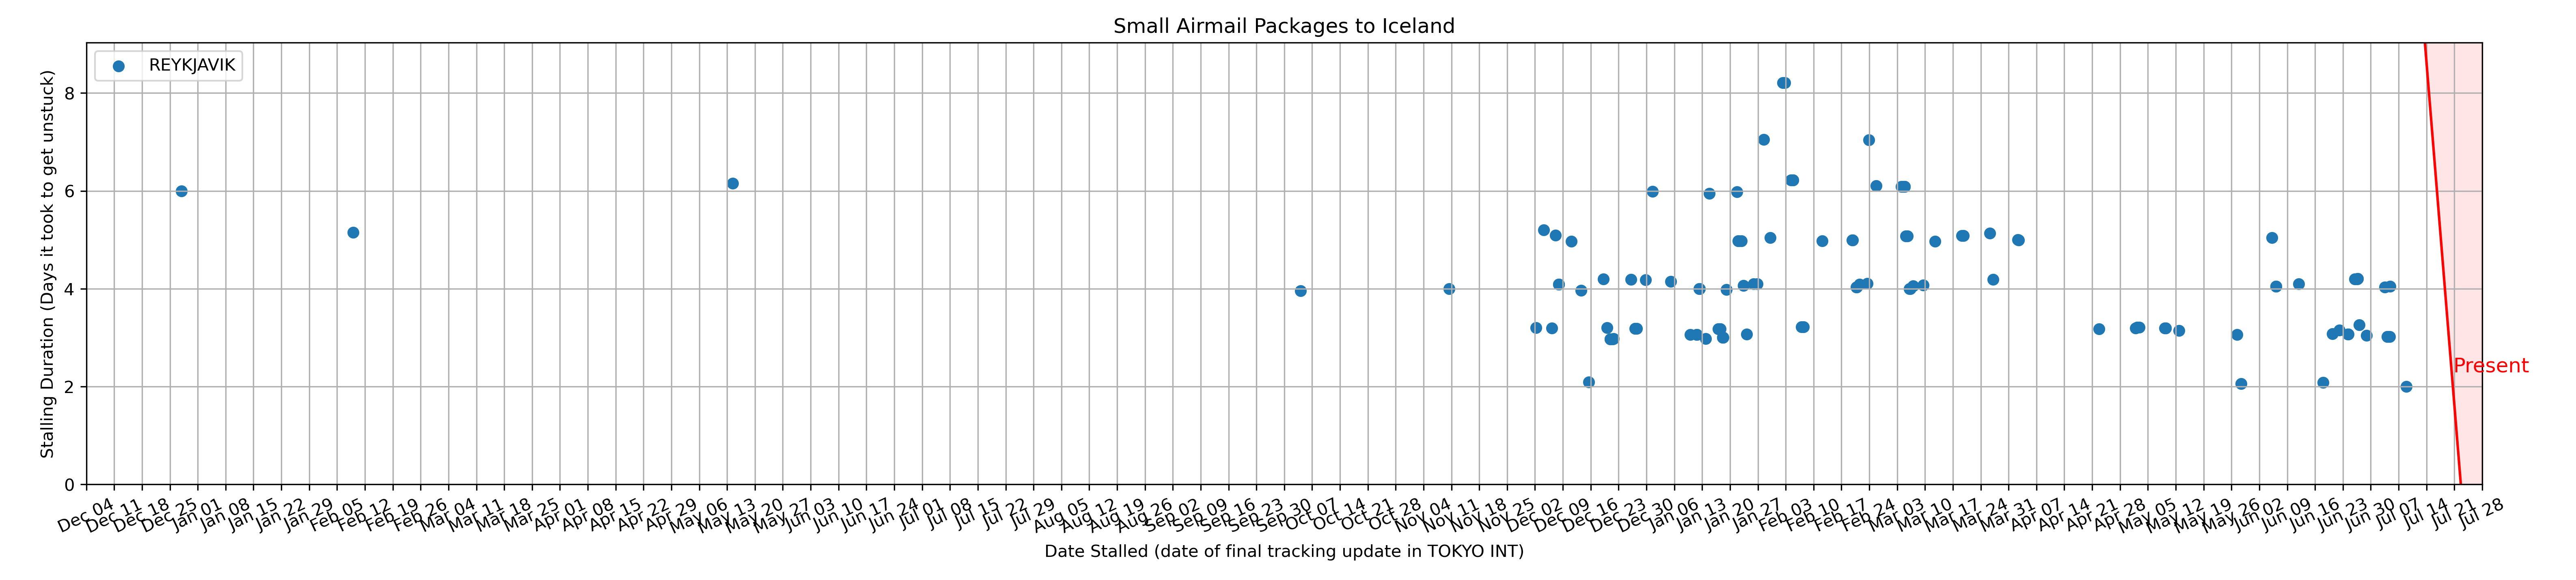 Small Airmail Packages to Iceland
REYKJAVIK
Stalling Duration (Days it took to get unstuck)
8
6
4
2
0
Present
Dec 04 Dec 11 Dec 18 Dec 25 Jan 01 Jan 08 Jan 15 Jan 22 Jan 29 Feb 05 Feb 12 Feb 19 Feb 26 Mar 04 Mar 11 Mar 18 Mar 25 Apr 01 Apr 08 Apr 15 Apr 22 Apr 29 May 06 May 13 May 20 May 27 Jun 03 Jun 10 Jun 17 Jun 24 Jul 01 Jul 08 Jul 15 Jul 22 Jul 29 Aug 05 Aug 12 Aug 19 Aug 26 Sep 02 Sep 09 Sep 16 Sep 23 Sep 30 Oct 07 Oct 14 Oct 21 Oct 28 Nov 04 Nov 11 Nov 18 Nov 25 Dec 02 Dec 09 Dec 16 Dec 23 Dec 30 Jan 06 Jan 13 Jan 20 Jan 27 Feb 03 Feb 10 Feb 17 Feb 24 Mar 03 Mar 10 Mar 17 Mar 24 Mar 31 Apr 07 Apr 14 Apr 21 Apr 28 May 05 May 12 May 19 May 26 Jun 02 Jun 09 Jun 16 Jun 23 Jun 30 Jul 07 Jul 14 Jul 21 Jul 28
Date Stalled (date of final tracking update in TOKYO INT)